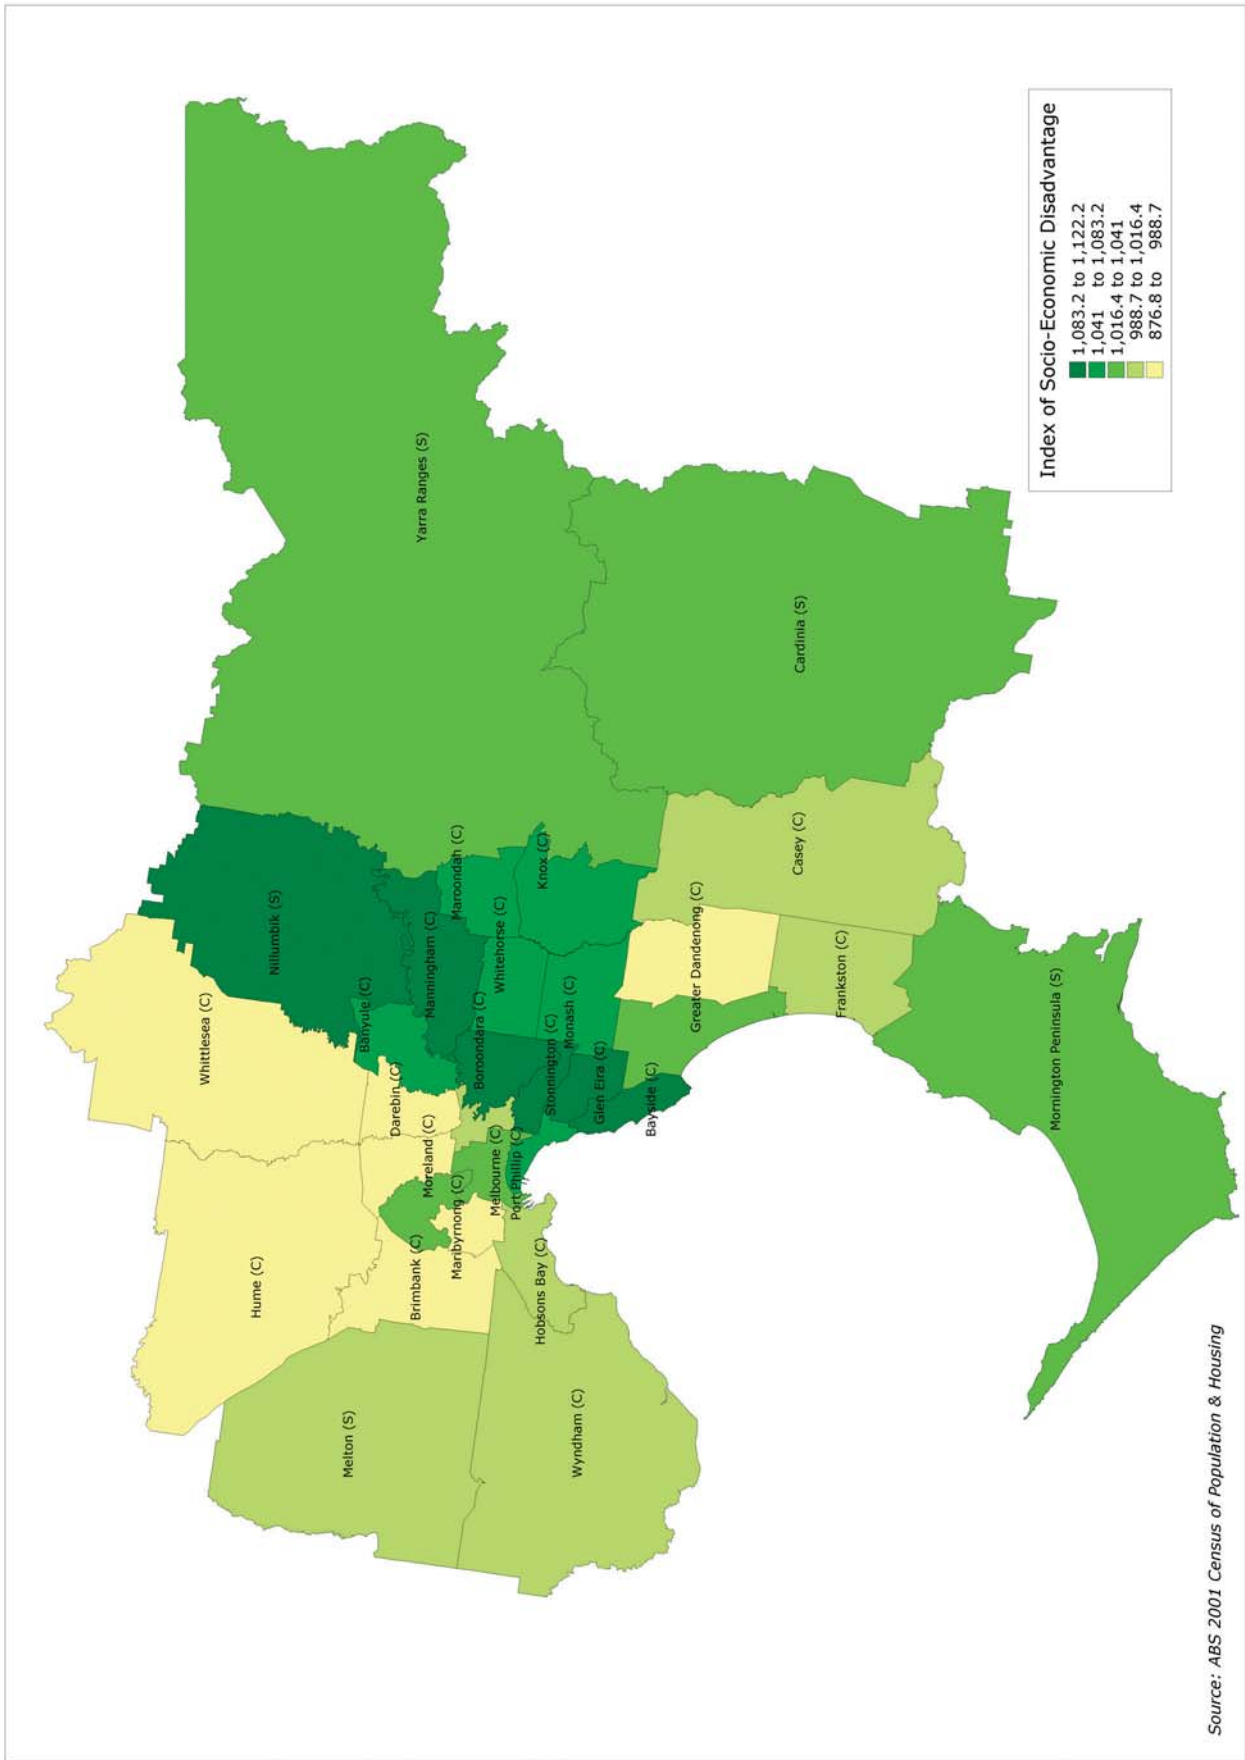 Whittlesea (C)
Nillumbik (S)
Hume (C)
Melton (S)
Banyule (C)
Darebin (C)
Yarra Ranges (S)
Manningham (C)
Moreland (C)
Brimbank (C)
Maroondah (C)
Maribyrnong (C)
Boroondara (C)
Whitehorse (C)
Melbourne (C)
Port Phillip (C)
Knox (C)
Hobsons Bay (C)
Stonnington (C)
Monash (C)
Wyndham (C)
Glen Eira (C)
Bayside (C)
Greater Dandenong (C)
Casey (C)
Cardinia (S)
Frankston (C)
Mornington Peninsula (S)
Index of Socio-Economic Disadvantage
1,083.2 to 1,122.2
1,041 to 1,083.2
1,016.4 to 1,041
988.7 to 1,016.4
876.8 to 988.7
Source: ABS 2001 Census of Population & Housing